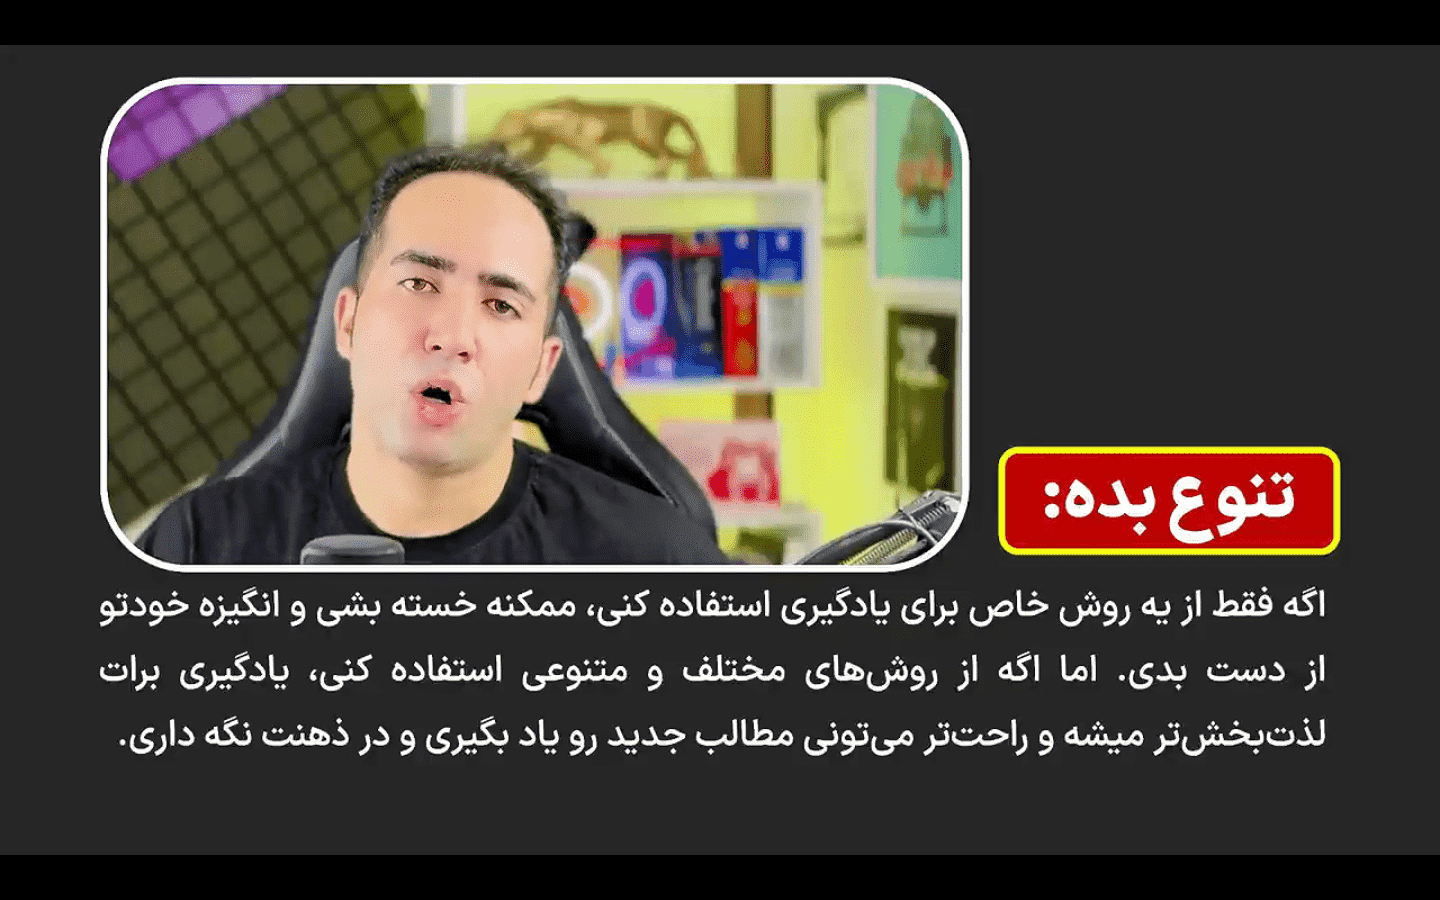 تنوع بده:
اگه فقط از یه روش خاص برای یادگیری استفاده کنی، ممکنه خسته بشی و انگیزه خودتو
از دست بدی. اما اگه از روش‌های مختلف و متنوعی استفاده کنی، یادگیری برات
لذت‌بخش‌تر میشه و راحت‌تر می‌تونی مطالب جدید رو یاد بگیری و در ذهنت نگه داری.